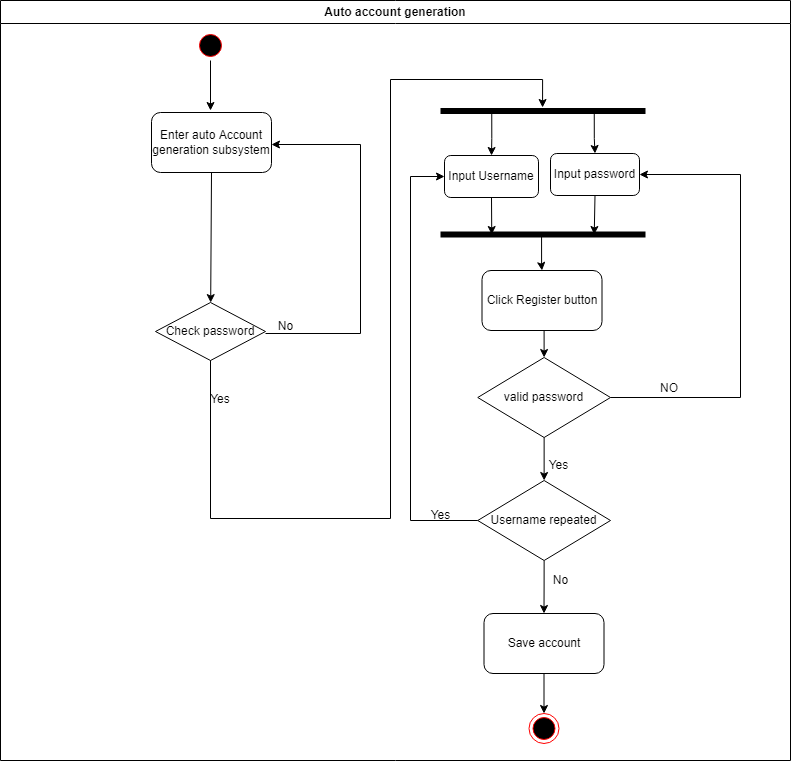 Auto account generation
Enter auto Account
generation subsystem
Check password
No
Yes
Input Username
Input password
Click Register button
valid password
NO
Yes
Username repeated
Yes
No
Save account